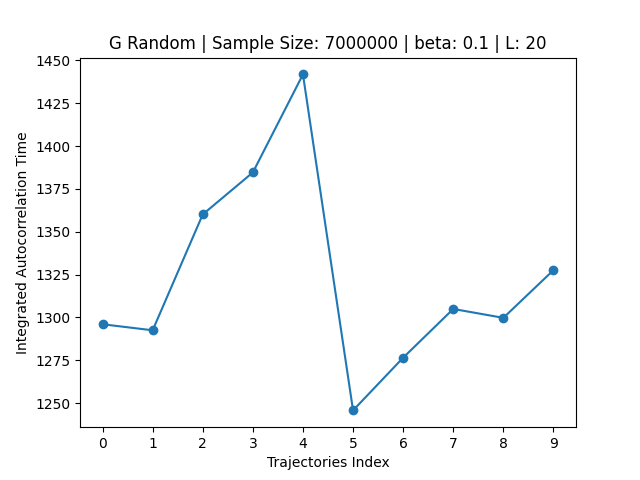 G Random | Sample Size: 7000000 | beta: 0.1 | L: 20
Integrated Autocorrelation Time
1450
1425
1400
1375
1350
1325
1300
1275
1250
0 1 2 3 4 5 6 7 8 9
Trajectories Index